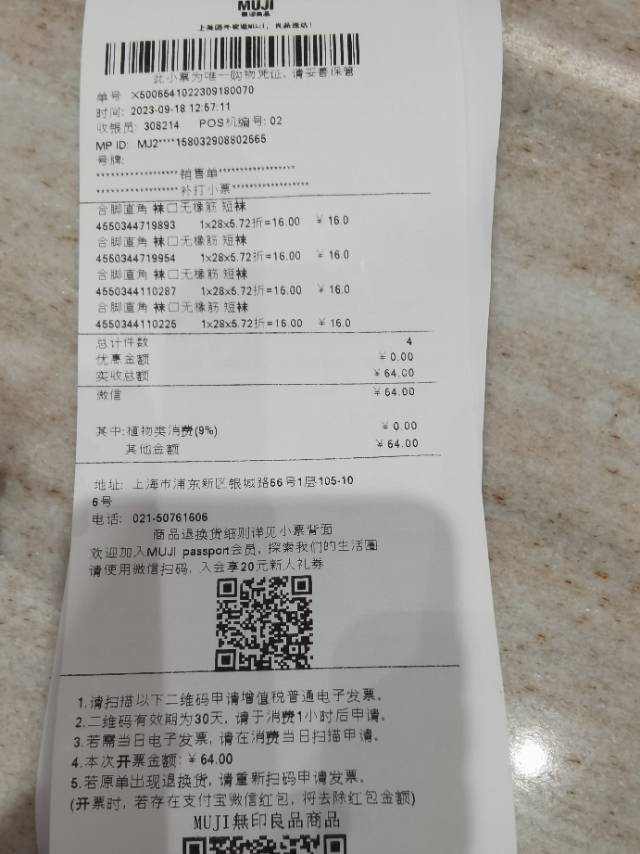 MUJI
無印良品
此小票为唯一购物凭证，请妥善保管
单号 X5006541022309180070
时间: 2023-09-18 12:57:11
收银员: 308214 POS机编号: 02
MP ID: MJ2****158032908802665
号牌:
******************销售单*****************
******************补打小票*****************
合脚直角 袜口无橡筋 短袜
4550344719893 1x28x5.72折=16.00 ¥ 16.0
合脚直角 袜口无橡筋 短袜
4550344719954 1x28x5.72折=16.00 ¥ 16.0
合脚直角 袜口无橡筋 短袜
4550344110287 1x28x5.72折=16.00 ¥ 16.0
合脚直角 袜口无橡筋 短袜
4550344110225 1x28x5.72折=16.00 ¥ 16.0
总计件数 4
优惠金额 ¥ 0.00
实收总额 ¥ 64.00
微信 ¥ 64.00
其中:植物类消费(9%) ¥ 0.00
其他金额 ¥ 64.00
地址: 上海市浦东新区银城路66号1层105-10
6号
电话: 021-50761606
商品退换货细则详见小票背面
欢迎加入MUJI passport会员, 探索我们的生活圈
请使用微信扫码, 入会享20元新人礼券
1.请扫描以下二维码申请增值税普通电子发票。
2.二维码有效期为30天, 请于消费1小时后申请。
3.若需当日电子发票, 请在消费当日扫描申请。
4.本次开票金额: ¥ 64.00
5.若原单出现退换货, 请重新扫码申请发票。
(开票时, 若存在支付宝微信红包, 将去除红包金额)
MUJI無印良品商品